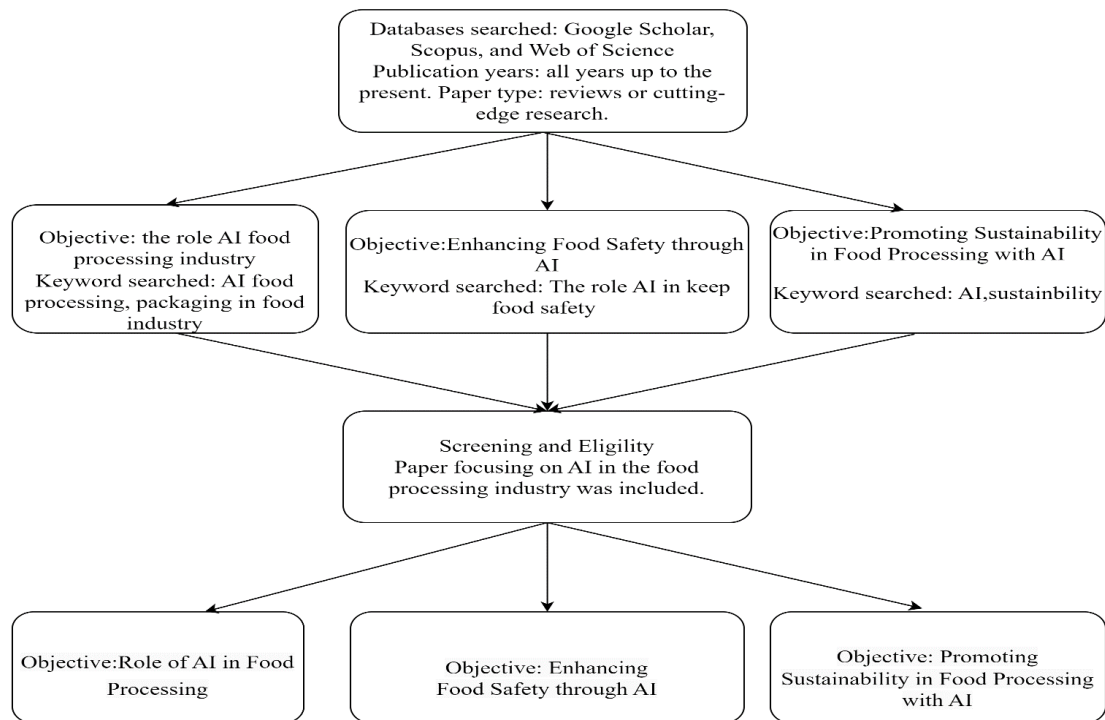 Databases searched: Google Scholar,
Scopus, and Web of Science
Publication years: all years up to the
present. Paper type: reviews or cutting-
edge research.
Objective: the role AI food
processing industry
Keyword searched: AI food
processing, packaging in food
industry
Objective:Enhancing Food Safety through
AI
Keyword searched: The role AI in keep
food safety
Objective:Promoting Sustainability
in Food Processing with AI
Keyword searched: AI,sustainbility
Screening and Eligility
Paper focusing on AI in the food
processing industry was included.
Objective:Role of AI in Food
Processing
Objective: Enhancing
Food Safety through AI
Objective: Promoting
Sustainability in Food Processing
with AI